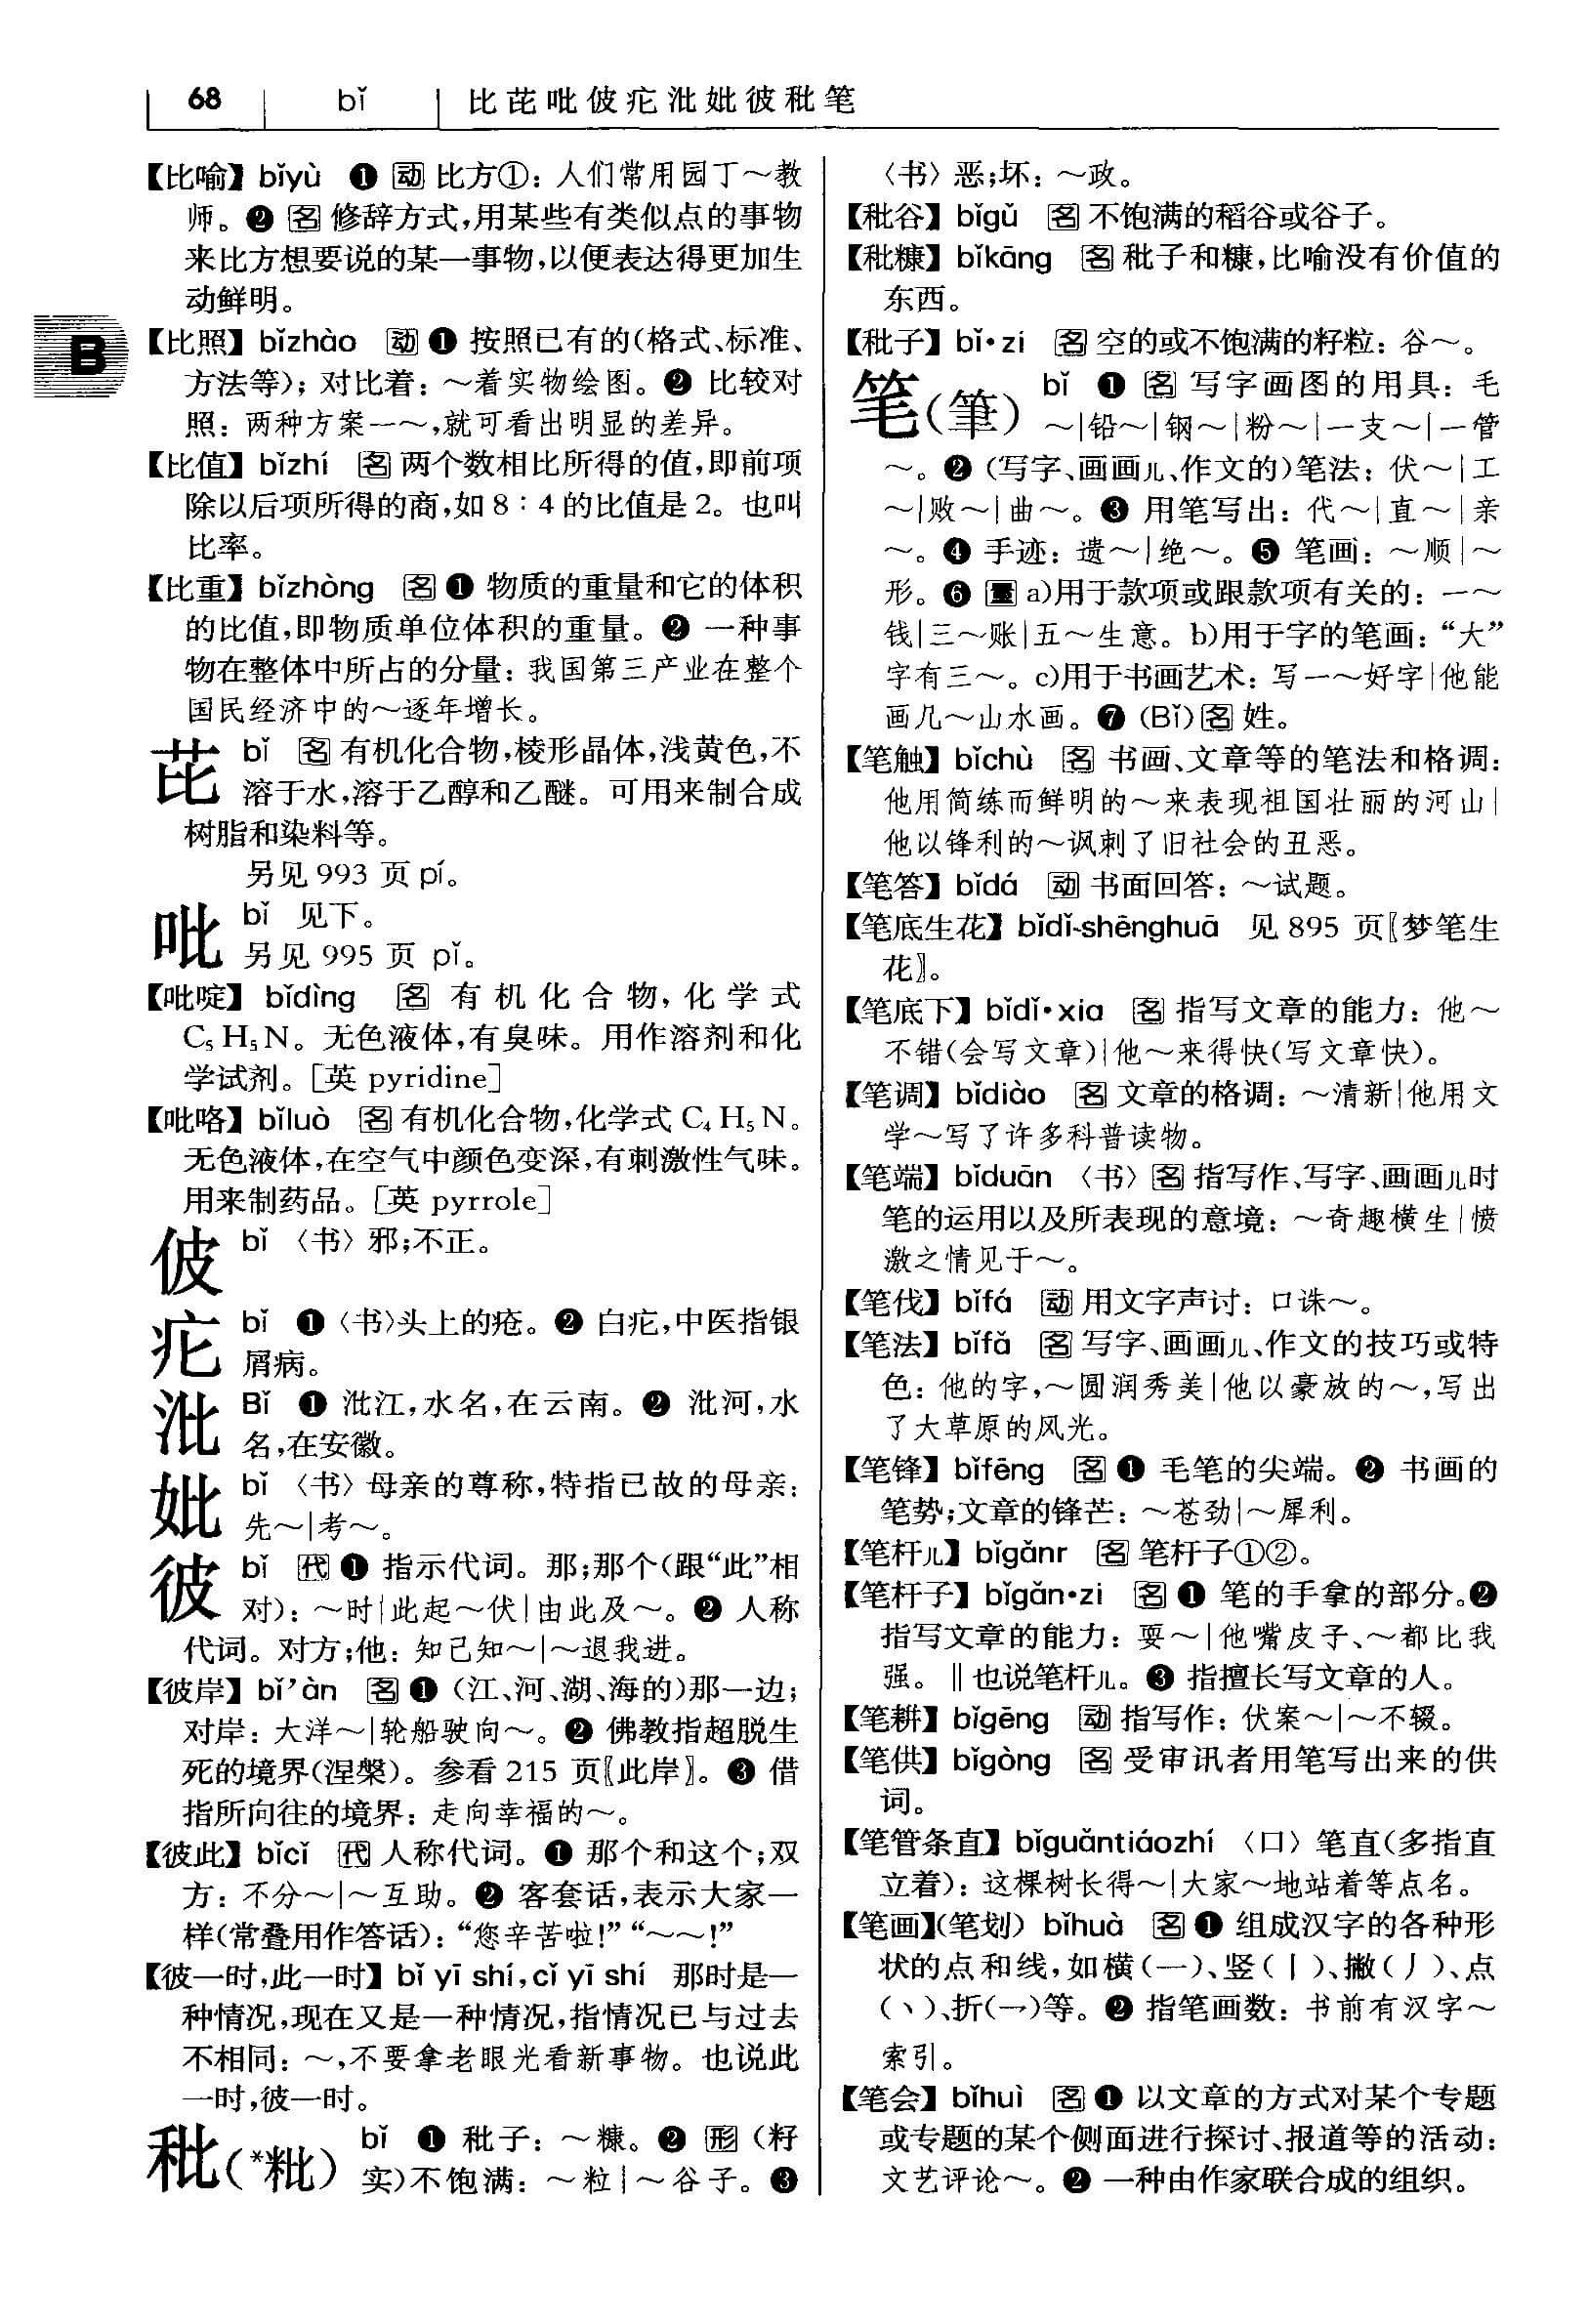 68 bǐ 比芘吡佊疕沘妣彼秕笔
【比喻】bǐyù ❶ 动 比方①：人们常用园丁～教
师。❷ 名 修辞方式，用某些有类似点的事物
来比方想要说的某一事物，以便表达得更加生
动鲜明。
B
【比照】bǐzhào 动 ❶ 按照已有的(格式、标准、
方法等)；对比着：～着实物绘图。❷ 比较对
照：两种方案一～，就可看出明显的差异。
【比值】bǐzhí 名 两个数相比所得的值，即前项
除以后项所得的商，如8∶4的比值是2。也叫
比率。
【比重】bǐzhòng 名 ❶ 物质的重量和它的体积
的比值，即物质单位体积的重量。❷ 一种事
物在整体中所占的分量：我国第三产业在整个
国民经济中的～逐年增长。
芘 bǐ 名 有机化合物，棱形晶体，浅黄色，不
溶于水，溶于乙醇和乙醚。可用来制合成
树脂和染料等。
另见993页 pí。
吡 bǐ 见下。
另见995页 pǐ。
【吡啶】bǐdìng 名 有机化合物，化学式
C₅H₅N。无色液体，有臭味。用作溶剂和化
学试剂。[英 pyridine]
【吡咯】bǐluò 名 有机化合物，化学式C₄H₅N。
无色液体，在空气中颜色变深，有刺激性气味。
用来制药品。[英 pyrrole]
佊 bǐ 〈书〉邪；不正。
疕 bǐ ❶〈书〉头上的疮。❷ 白疕，中医指银
屑病。
沘 Bǐ ❶ 沘江，水名，在云南。❷ 沘河，水
名，在安徽。
妣 bǐ 〈书〉母亲的尊称，特指已故的母亲：
先～|考～。
彼 bǐ 代 ❶ 指示代词。那；那个(跟“此”相
对)：～时|此起～伏|由此及～。❷ 人称
代词。对方；他：知己知～|～退我进。
【彼岸】bǐ’àn 名 ❶ (江、河、湖、海的)那一边；
对岸：大洋～|轮船驶向～。❷ 佛教指超脱生
死的境界(涅槃)。参看215页〖此岸〗。❸ 借
指所向往的境界：走向幸福的～。
【彼此】bǐcǐ 代 人称代词。❶ 那个和这个；双
方：不分～|～互助。❷ 客套话，表示大家一
样(常叠用作答话)：“您辛苦啦！”“～～！”
【彼一时，此一时】bǐ yī shí，cǐ yī shí 那时是一
种情况，现在又是一种情况，指情况已与过去
不相同：～，不要拿老眼光看新事物。也说此
一时，彼一时。
秕(*粃) bǐ ❶ 秕子：～糠。❷ 形 (籽
实)不饱满：～粒|～谷子。❸
〈书〉恶；坏：～政。
【秕谷】bǐgǔ 名 不饱满的稻谷或谷子。
【秕糠】bǐkāng 名 秕子和糠，比喻没有价值的
东西。
【秕子】bǐ•zi 名 空的或不饱满的籽粒：谷～。
笔(筆) bǐ ❶ 名 写字画图的用具：毛
～|铅～|钢～|粉～|一支～|一管
～。❷ (写字、画画儿、作文的)笔法：伏～|工
～|败～|曲～。❸ 用笔写出：代～|直～|亲
～。❹ 手迹：遗～|绝～。❺ 笔画：～顺|～
形。❻ 量 a)用于款项或跟款项有关的：一～
钱|三～账|五～生意。b)用于字的笔画：“大”
字有三～。c)用于书画艺术：写一～好字|他能
画几～山水画。❼ (Bǐ)名 姓。
【笔触】bǐchù 名 书画、文章等的笔法和格调：
他用简练而鲜明的～来表现祖国壮丽的河山|
他以锋利的～讽刺了旧社会的丑恶。
【笔答】bǐdá 动 书面回答：～试题。
【笔底生花】bǐdǐ-shēnghuā 见895页〖梦笔生
花〗。
【笔底下】bǐdǐ•xia 名 指写文章的能力：他～
不错(会写文章)|他～来得快(写文章快)。
【笔调】bǐdiào 名 文章的格调：～清新|他用文
学～写了许多科普读物。
【笔端】bǐduān 〈书〉名 指写作、写字、画画儿时
笔的运用以及所表现的意境：～奇趣横生|愤
激之情见于～。
【笔伐】bǐfá 动 用文字声讨：口诛～。
【笔法】bǐfǎ 名 写字、画画儿、作文的技巧或特
色：他的字，～圆润秀美|他以豪放的～，写出
了大草原的风光。
【笔锋】bǐfēng 名 ❶ 毛笔的尖端。❷ 书画的
笔势；文章的锋芒：～苍劲|～犀利。
【笔杆儿】bǐgǎnr 名 笔杆子①②。
【笔杆子】bǐgǎn•zi 名 ❶ 笔的手拿的部分。❷
指写文章的能力：耍～|他嘴皮子、～都比我
强。‖也说笔杆儿。❸ 指擅长写文章的人。
【笔耕】bǐgēng 动 指写作：伏案～|～不辍。
【笔供】bǐgòng 名 受审讯者用笔写出来的供
词。
【笔管条直】bǐguǎntiáozhí 〈口〉笔直(多指直
立着)：这棵树长得～|大家～地站着等点名。
【笔画】(笔划) bǐhuà 名 ❶ 组成汉字的各种形
状的点和线，如横(一)、竖(丨)、撇(丿)、点
(丶)、折(乛)等。❷ 指笔画数：书前有汉字～
索引。
【笔会】bǐhuì 名 ❶ 以文章的方式对某个专题
或专题的某个侧面进行探讨、报道等的活动：
文艺评论～。❷ 一种由作家联合成的组织。